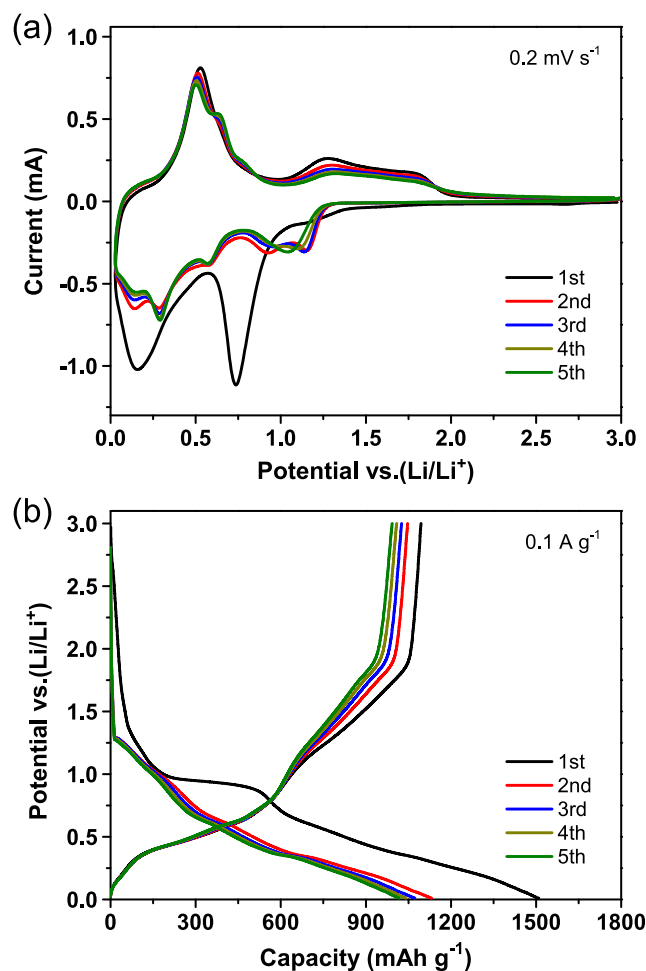 (a)
0.2 mV s⁻¹
1.0
0.5
0.0
-0.5
-1.0
Current (mA)
1st
2nd
3rd
4th
5th
0.0 0.5 1.0 1.5 2.0 2.5 3.0
Potential vs.(Li/Li⁺)
(b)
0.1 A g⁻¹
3.0
2.5
2.0
1.5
1.0
0.5
0.0
Potential vs.(Li/Li⁺)
1st
2nd
3rd
4th
5th
0 300 600 900 1200 1500 1800
Capacity (mAh g⁻¹)